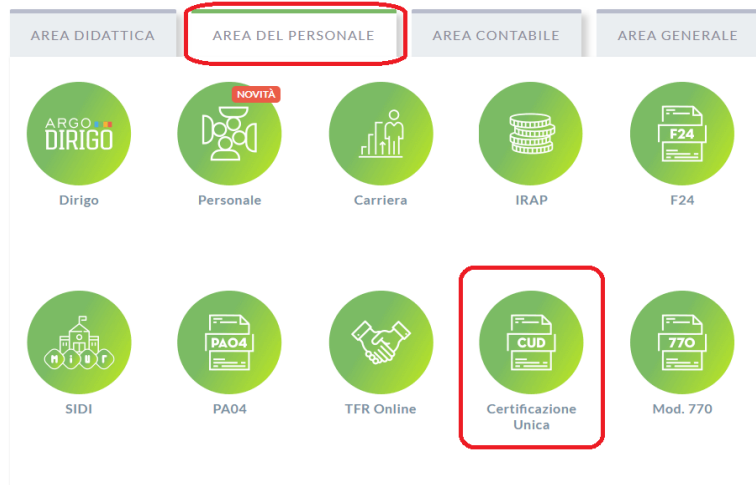 AREA DIDATTICA
AREA DEL PERSONALE
AREA CONTABILE
AREA GENERALE
ARGO
DIRIGO
Dirigo
NOVITÀ
Personale
Carriera
IRAP
F24
F24
MIUR
SIDI
PA04
PA04
TFR Online
CUD
Certificazione
Unica
770
Mod. 770